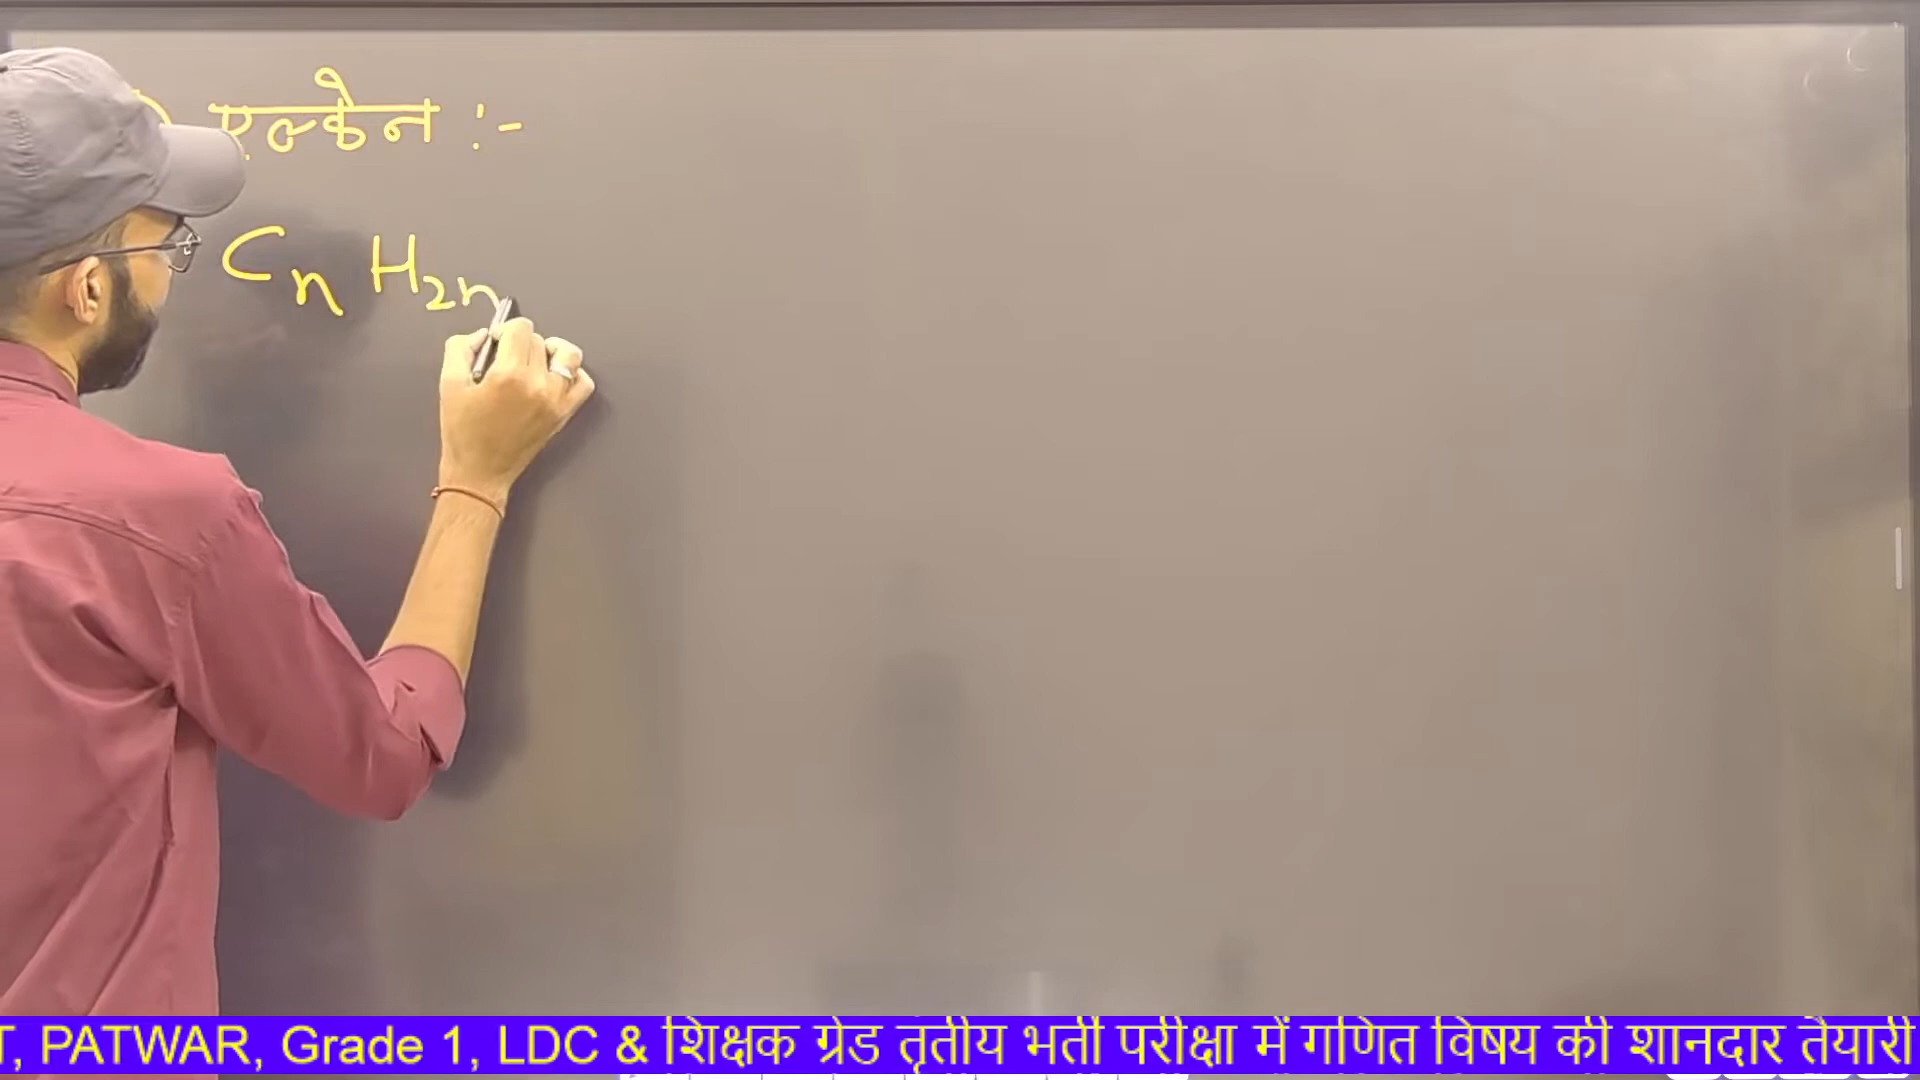 एल्केन :-
CnH2n
T, PATWAR, Grade 1, LDC & शिक्षक ग्रेड तृतीय भर्ती परीक्षा में गणित विषय की शानदार तैयारी